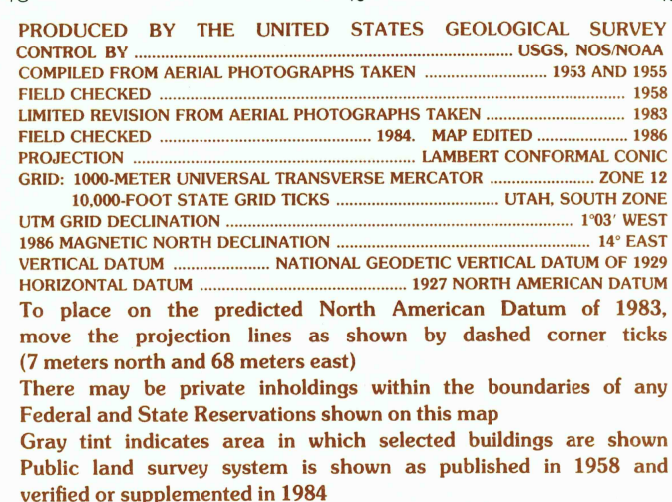 PRODUCED BY THE UNITED STATES GEOLOGICAL SURVEY
CONTROL BY ........ USGS, NOS/NOAA
COMPILED FROM AERIAL PHOTOGRAPHS TAKEN ........ 1953 AND 1955
FIELD CHECKED ........ 1958
LIMITED REVISION FROM AERIAL PHOTOGRAPHS TAKEN ........ 1983
FIELD CHECKED ........ 1984. MAP EDITED ........ 1986
PROJECTION ........ LAMBERT CONFORMAL CONIC
GRID: 1000-METER UNIVERSAL TRANSVERSE MERCATOR ........ ZONE 12
10,000-FOOT STATE GRID TICKS ........ UTAH, SOUTH ZONE
UTM GRID DECLINATION ........ 1°03′ WEST
1986 MAGNETIC NORTH DECLINATION ........ 14° EAST
VERTICAL DATUM ........ NATIONAL GEODETIC VERTICAL DATUM OF 1929
HORIZONTAL DATUM ........ 1927 NORTH AMERICAN DATUM
To place on the predicted North American Datum of 1983,
move the projection lines as shown by dashed corner ticks
(7 meters north and 68 meters east)
There may be private inholdings within the boundaries of any
Federal and State Reservations shown on this map
Gray tint indicates area in which selected buildings are shown
Public land survey system is shown as published in 1958 and
verified or supplemented in 1984